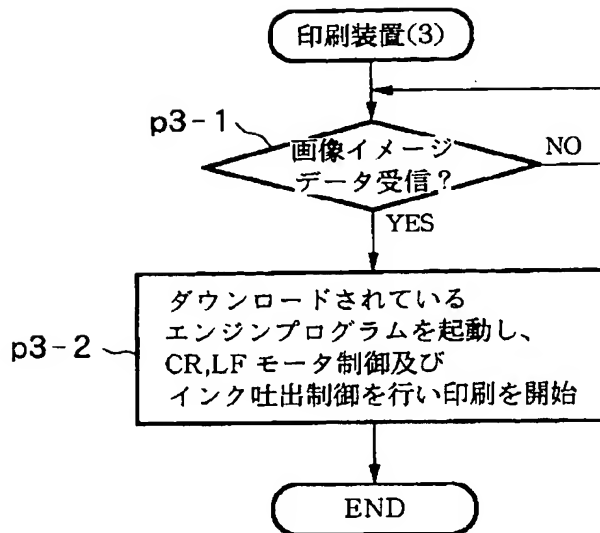 印刷装置(3)
p3-1
画像イメージ
データ受信?
NO
YES
p3-2
ダウンロードされている
エンジンプログラムを起動し、
CR,LF モータ制御及び
インク吐出制御を行い印刷を開始
END